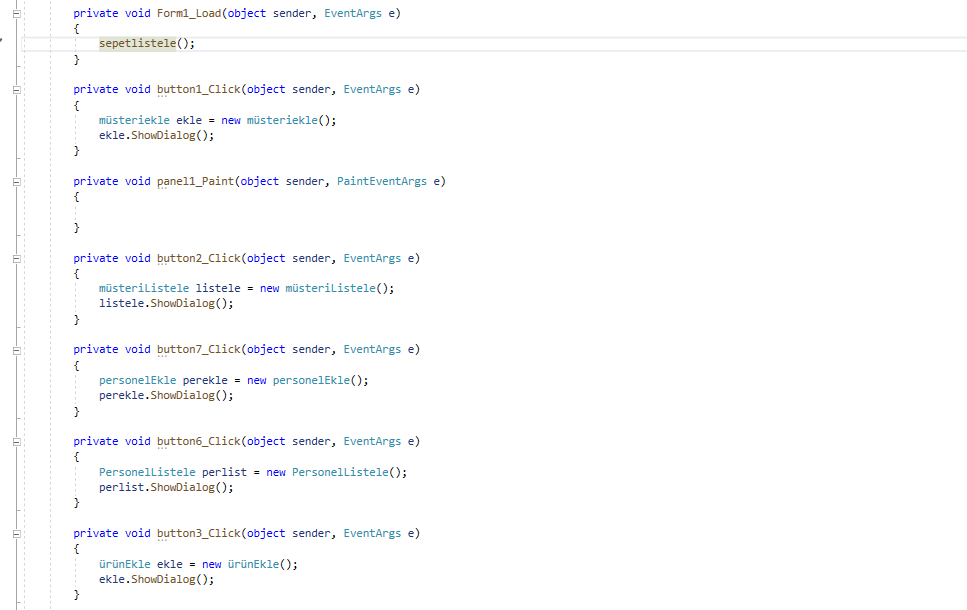 private void Form1_Load(object sender, EventArgs e)
{
sepetlistele();
}
private void button1_Click(object sender, EventArgs e)
{
müsteriekle ekle = new müsteriekle();
ekle.ShowDialog();
}
private void panel1_Paint(object sender, PaintEventArgs e)
{
}
private void button2_Click(object sender, EventArgs e)
{
müsteriListele listele = new müsteriListele();
listele.ShowDialog();
}
private void button7_Click(object sender, EventArgs e)
{
personelEkle perekle = new personelEkle();
perekle.ShowDialog();
}
private void button6_Click(object sender, EventArgs e)
{
PersonelListele perlist = new PersonelListele();
perlist.ShowDialog();
}
private void button3_Click(object sender, EventArgs e)
{
ürünEkle ekle = new ürünEkle();
ekle.ShowDialog();
}